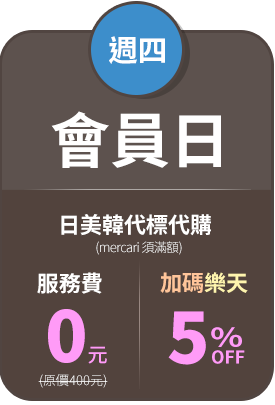 週四
會員日
日美韓代標代購
(mercari 須滿額)
服務費
0元
(原價400元)
加碼樂天
5%OFF